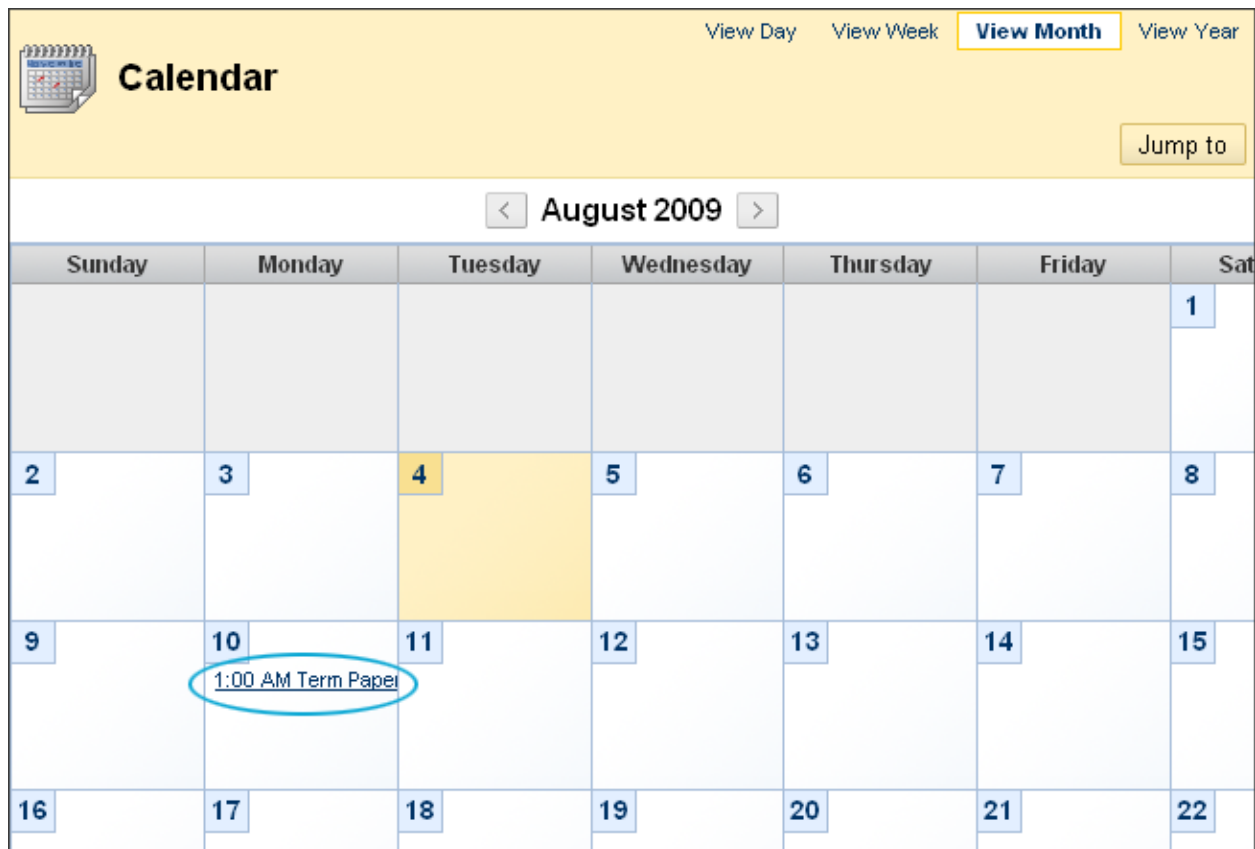 View Day View Week View Month View Year
Calendar
Jump to
< August 2009 >
Sunday Monday Tuesday Wednesday Thursday Friday Sat
1
2 3 4 5 6 7 8
9 10 11 12 13 14 15
1:00 AM Term Paper
16 17 18 19 20 21 22